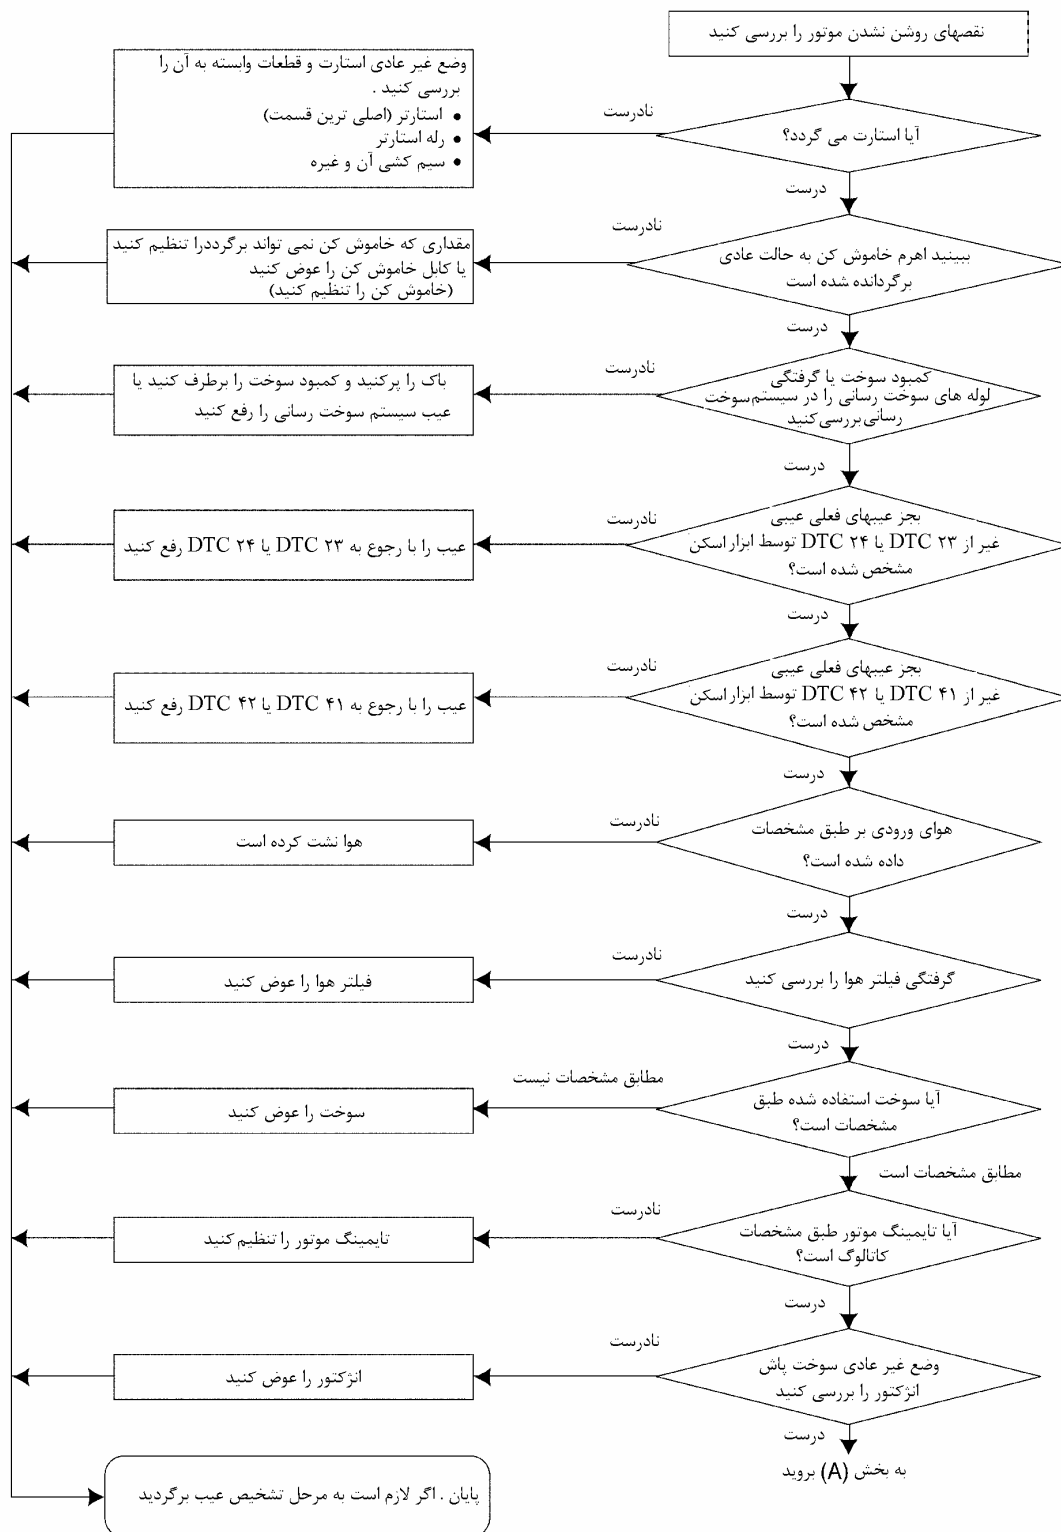 نقصهای روشن نشدن موتور را بررسی کنید
آیا استارت می گردد؟
نادرست
وضع غیر عادی استارت و قطعات وابسته به آن را
بررسی کنید .
• استارتر (اصلی ترین قسمت)
• رله استارتر
• سیم کشی آن و غیره
درست
ببینید اهرم خاموش کن به حالت عادی
برگردانده شده است
نادرست
مقداری که خاموش کن نمی تواند برگرددرا تنظیم کنید
یا کابل خاموش کن را عوض کنید
(خاموش کن را تنظیم کنید)
درست
کمبود سوخت یا گرفتگی
لوله های سوخت رسانی را در سیستم سوخت
رسانی بررسی کنید
نادرست
باک را پرکنید و کمبود سوخت را برطرف کنید یا
عیب سیستم سوخت رسانی را رفع کنید
درست
بجز عیبهای فعلی عیبی
غیر از DTC ۲۳ یا DTC ۲۴ توسط ابزار اسکن
مشخص شده است؟
نادرست
عیب را با رجوع به DTC ۲۳ یا DTC ۲۴ رفع کنید
درست
بجز عیبهای فعلی عیبی
غیر از DTC ۴۱ یا DTC ۴۲ توسط ابزار اسکن
مشخص شده است؟
نادرست
عیب را با رجوع به DTC ۴۱ یا DTC ۴۲ رفع کنید
درست
هوای ورودی بر طبق مشخصات
داده شده است؟
نادرست
هوا نشت کرده است
درست
گرفتگی فیلتر هوا را بررسی کنید
نادرست
فیلتر هوا را عوض کنید
درست
آیا سوخت استفاده شده طبق
مشخصات است؟
مطابق مشخصات نیست
سوخت را عوض کنید
مطابق مشخصات است
آیا تایمینگ موتور طبق مشخصات
کاتالوگ است؟
نادرست
تایمینگ موتور را تنظیم کنید
درست
وضع غیر عادی سوخت پاش
انژکتور را بررسی کنید
نادرست
انژکتور را عوض کنید
درست
به بخش (A) بروید
پایان . اگر لازم است به مرحل تشخیص عیب برگردید